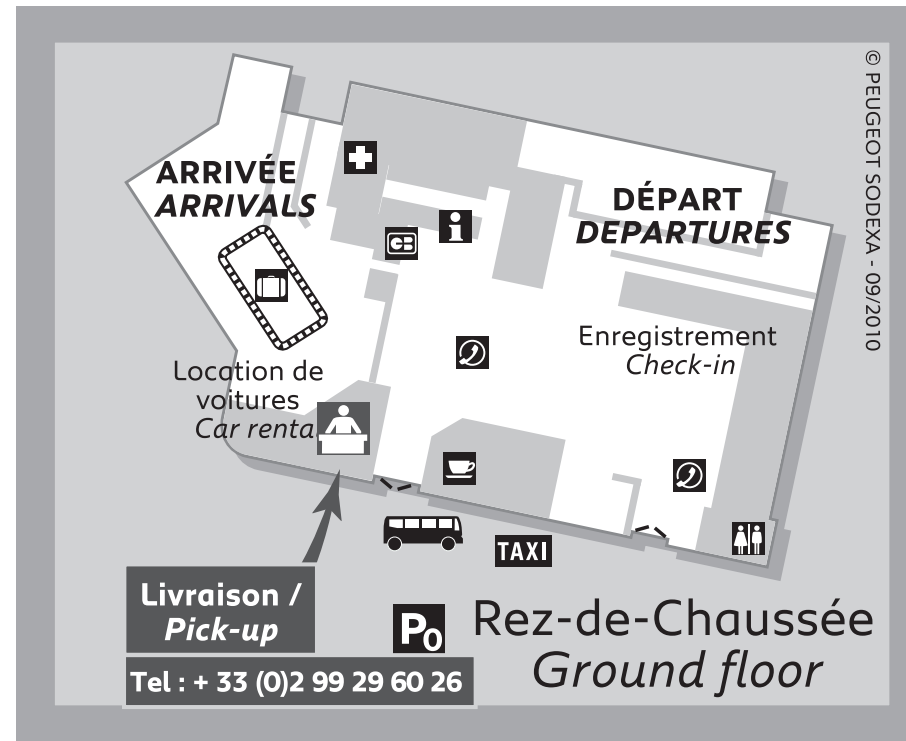 © PEUGEOT SODEXA - 09/2010
ARRIVÉE
ARRIVALS
DÉPART
DEPARTURES
Enregistrement
Check-in
Location de
voitures
Car renta
TAXI
Livraison /
Pick-up
P0
Rez-de-Chaussée
Ground floor
Tel : + 33 (0)2 99 29 60 26